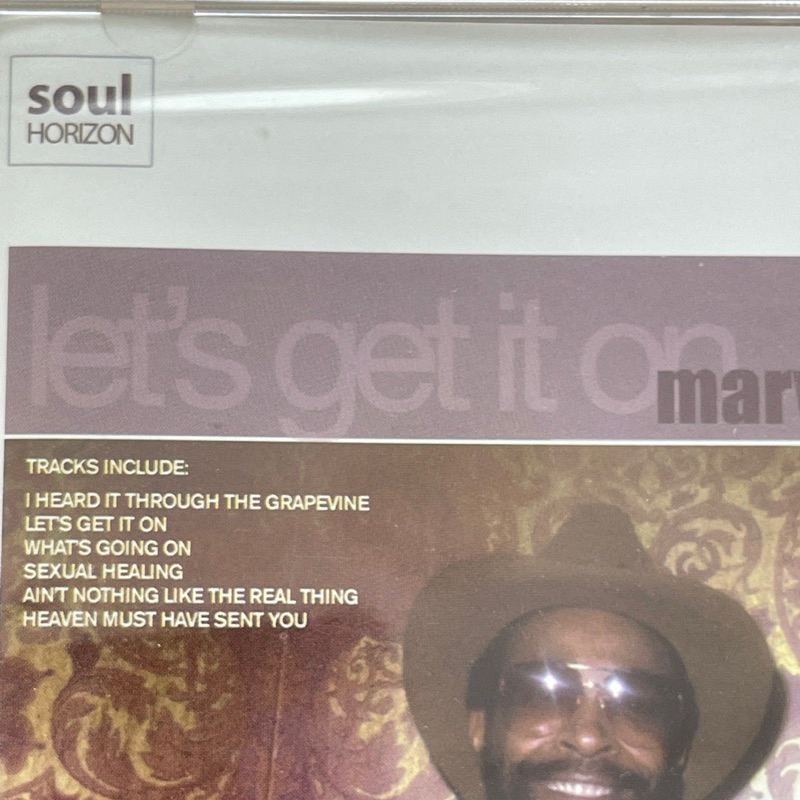 soul
HORIZON
let's get it on
marv
TRACKS INCLUDE:
I HEARD IT THROUGH THE GRAPEVINE
LET'S GET IT ON
WHAT'S GOING ON
SEXUAL HEALING
AIN'T NOTHING LIKE THE REAL THING
HEAVEN MUST HAVE SENT YOU